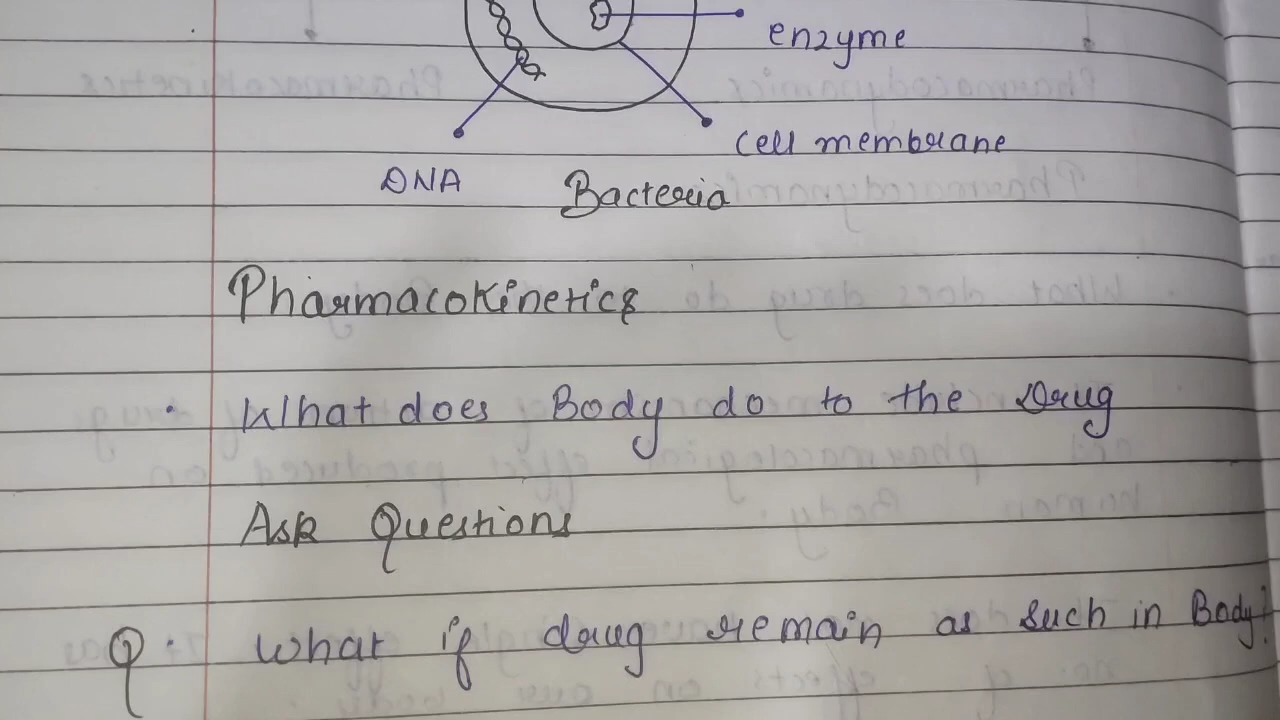 enzyme
cell membrane
DNA
Bacteria
Pharmacokinetics
· What does Body do to the Drug
Ask Questions
Q· What if drug remain as such in Body?